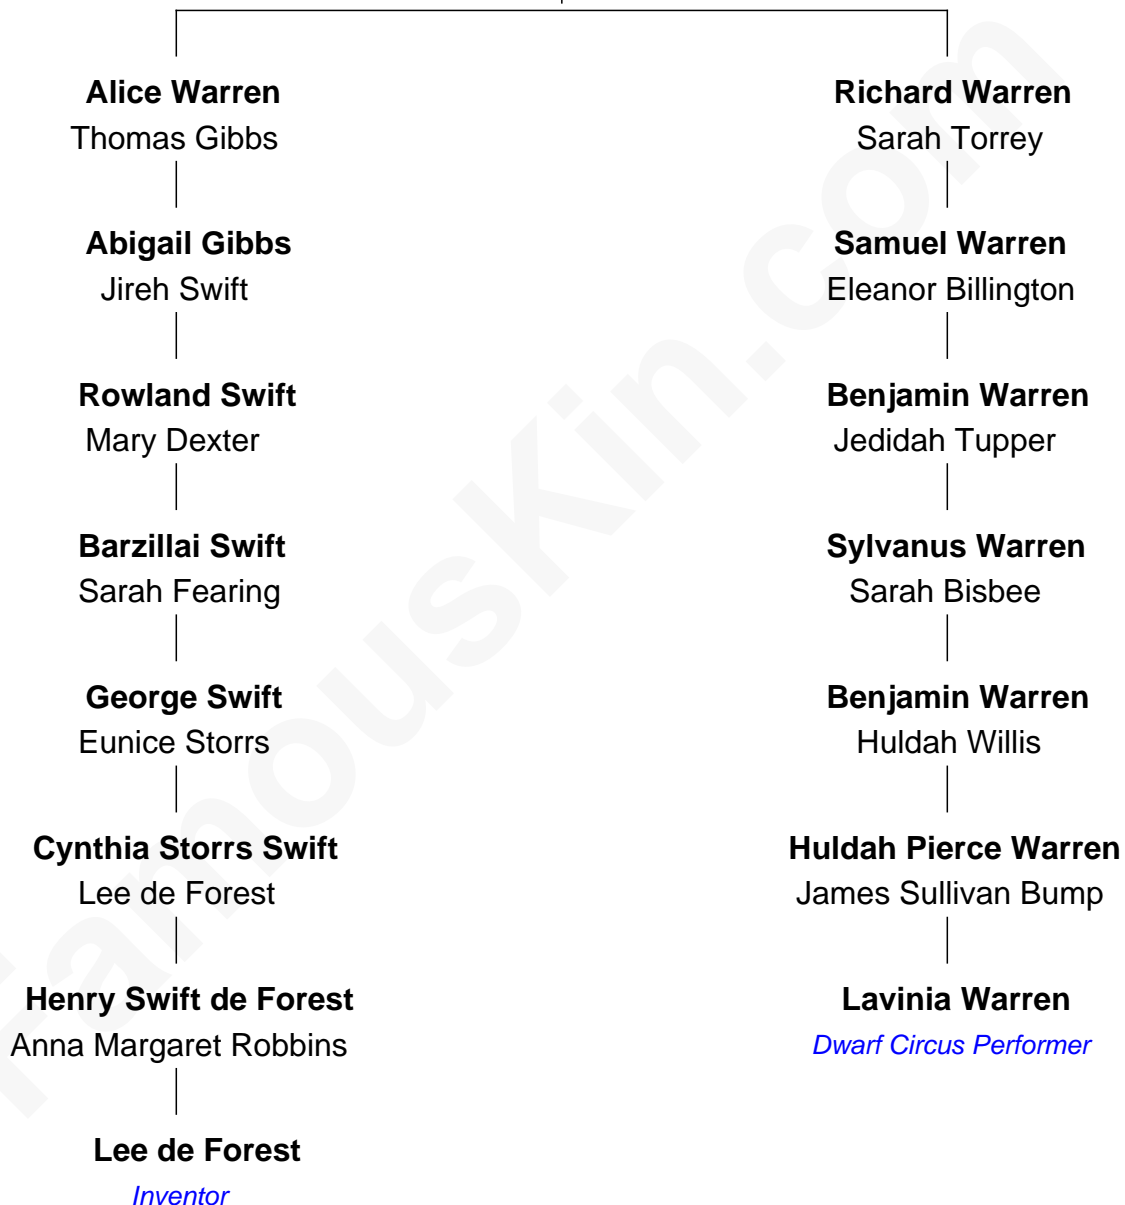 Alice Warren
Thomas Gibbs
Abigail Gibbs
Jireh Swift
Rowland Swift
Mary Dexter
Barzillai Swift
Sarah Fearing
George Swift
Eunice Storrs
Cynthia Storrs Swift
Lee de Forest
Henry Swift de Forest
Anna Margaret Robbins
Lee de Forest
Inventor
Richard Warren
Sarah Torrey
Samuel Warren
Eleanor Billington
Benjamin Warren
Jedidah Tupper
Sylvanus Warren
Sarah Bisbee
Benjamin Warren
Huldah Willis
Huldah Pierce Warren
James Sullivan Bump
Lavinia Warren
Dwarf Circus Performer
FamousKin.com